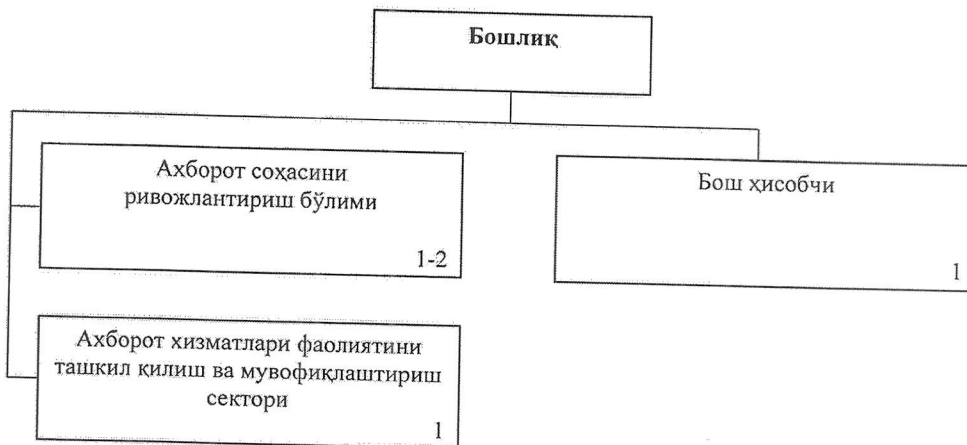 Бошлиқ
Ахборот соҳасини
ривожлантириш бўлими
1-2
Бош ҳисобчи
1
Ахборот хизматлари фаолиятини
ташкил қилиш ва мувофиқлаштириш
сектори
1